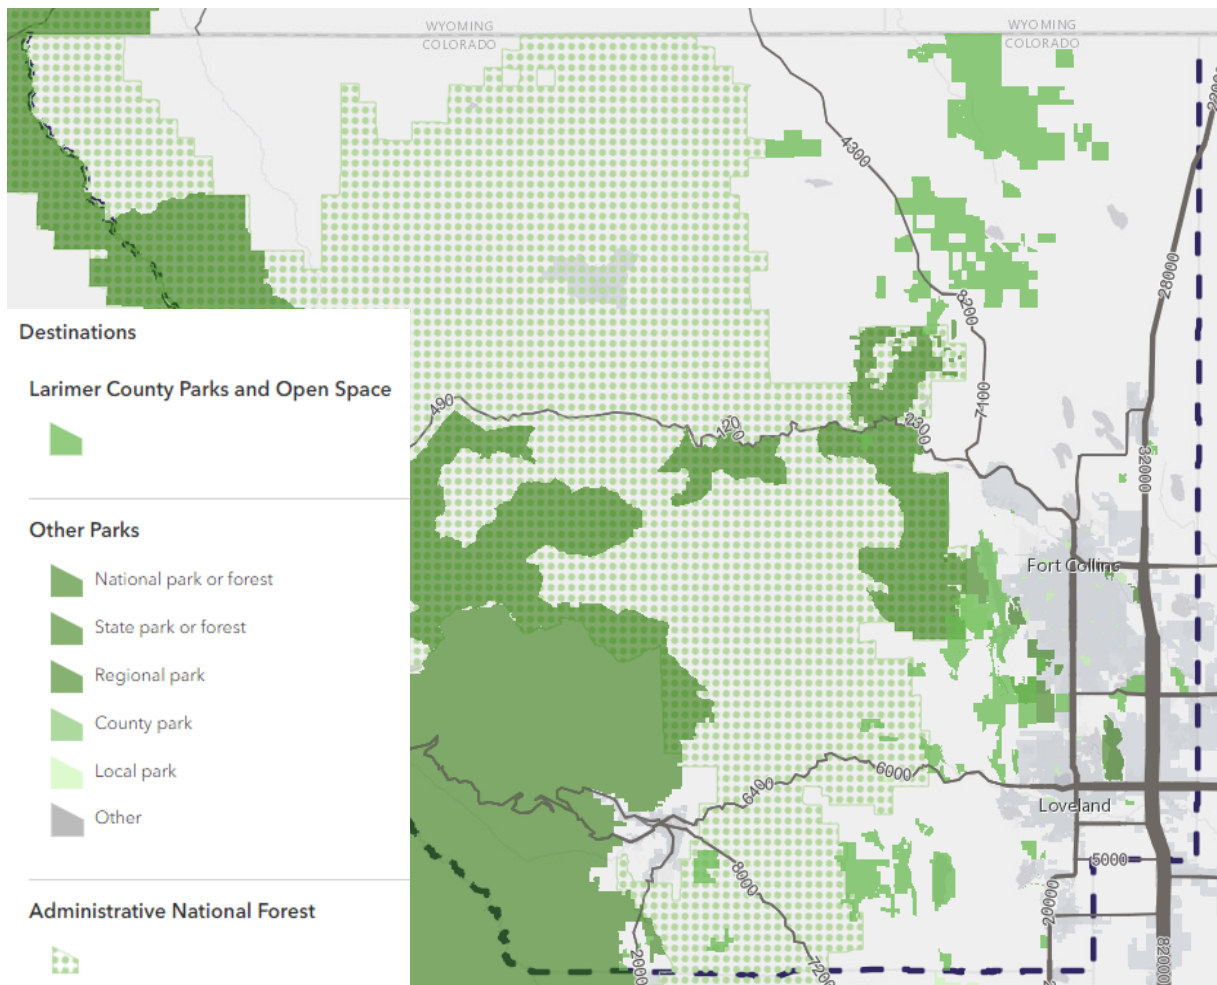 WYOMING
COLORADO
WYOMING
COLORADO
4300
28000
8200
7100
Destinations
Larimer County Parks and Open Space
490
120
2300
32000
Other Parks
National park or forest
State park or forest
Regional park
County park
Local park
Other
Fort Collins
6000
6400
Loveland
5000
8000
20000
Administrative National Forest
2000
7200